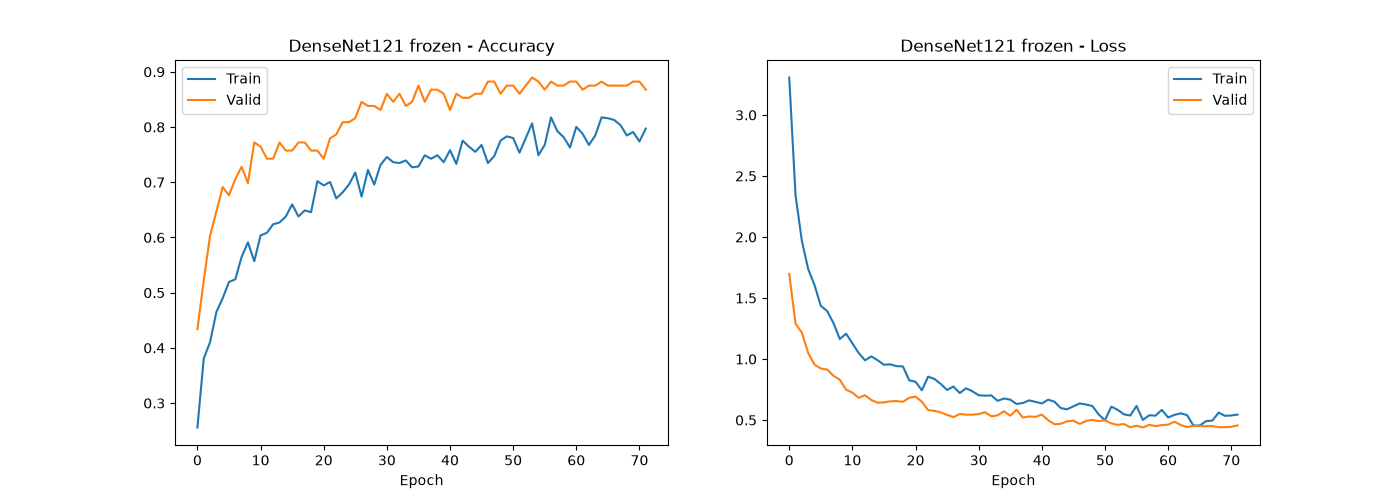 DenseNet121 frozen - Accuracy
Train
Valid
0.9
0.8
0.7
0.6
0.5
0.4
0.3
0 10 20 30 40 50 60 70
Epoch
DenseNet121 frozen - Loss
Train
Valid
3.0
2.5
2.0
1.5
1.0
0.5
0 10 20 30 40 50 60 70
Epoch